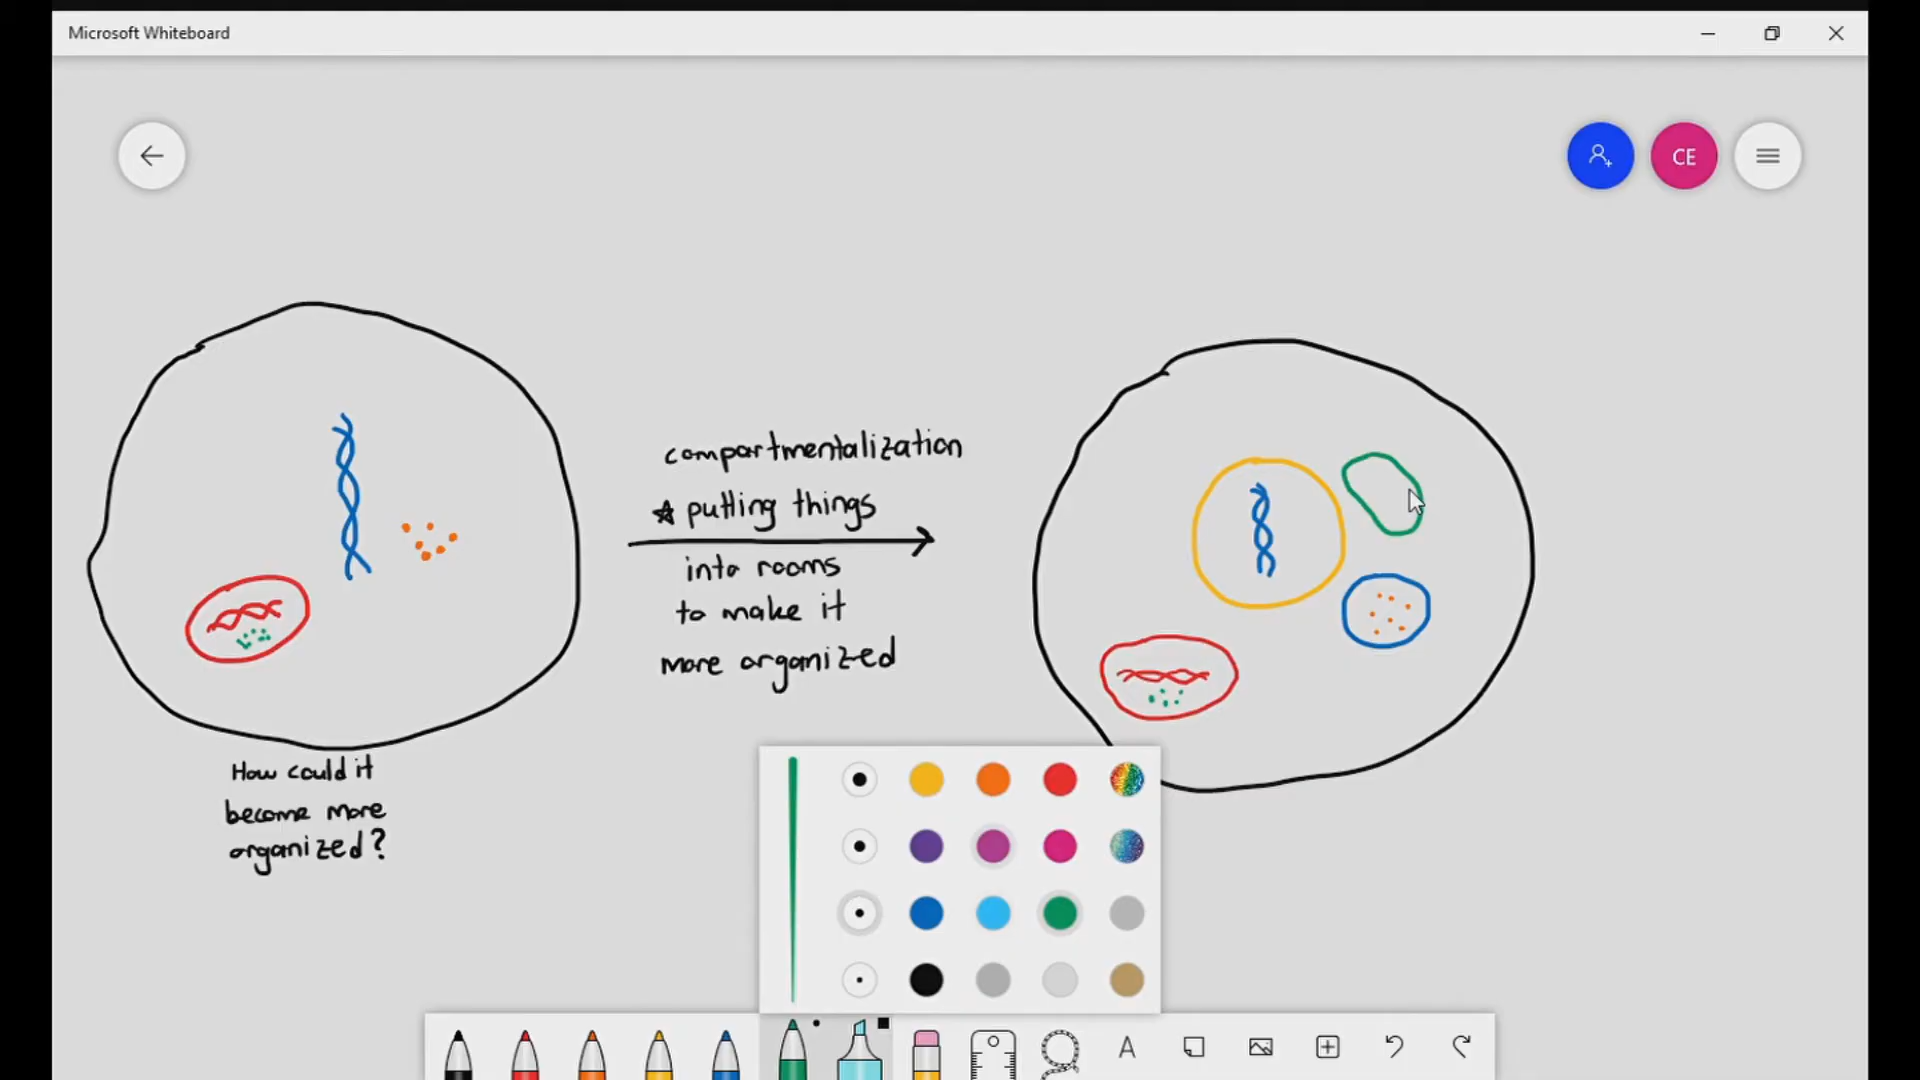 Microsoft Whiteboard
CE
compartmentalization
☆ putting things
into rooms
to make it
more organized
How could it
become more
organized?
A